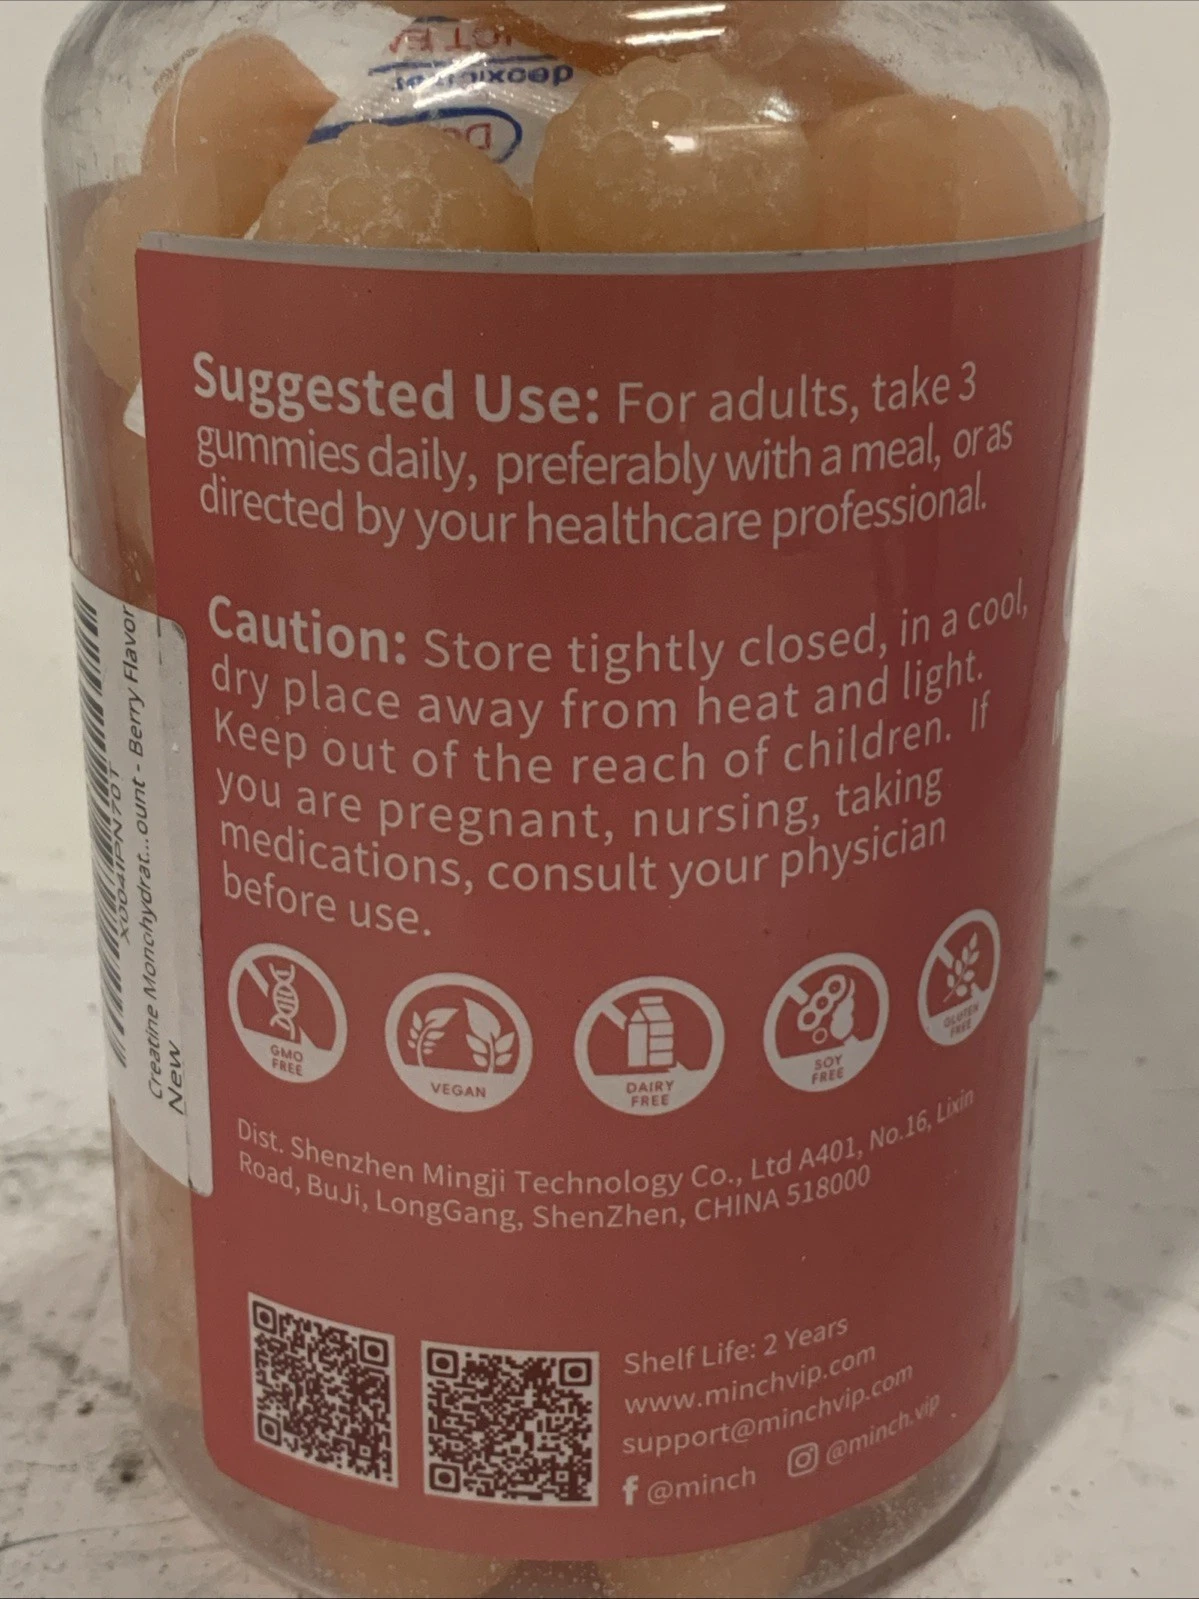 Suggested Use: For adults, take 3
gummies daily, preferably with a meal, or as
directed by your healthcare professional.
Caution: Store tightly closed, in a cool,
dry place away from heat and light.
Keep out of the reach of children. If
you are pregnant, nursing, taking
medications, consult your physician
before use.
GMO
FREE
VEGAN
DAIRY
FREE
SOY
FREE
GLUTEN
FREE
Dist. Shenzhen Mingji Technology Co., Ltd A401, No.16, Lixin
Road, BuJi, LongGang, ShenZhen, CHINA 518000
Shelf Life: 2 Years
www.minchvip.com
support@minchvip.com
f @minch @minch.vip
X004IPN70T
Creatine Monohydrat...ount - Berry Flavor
New